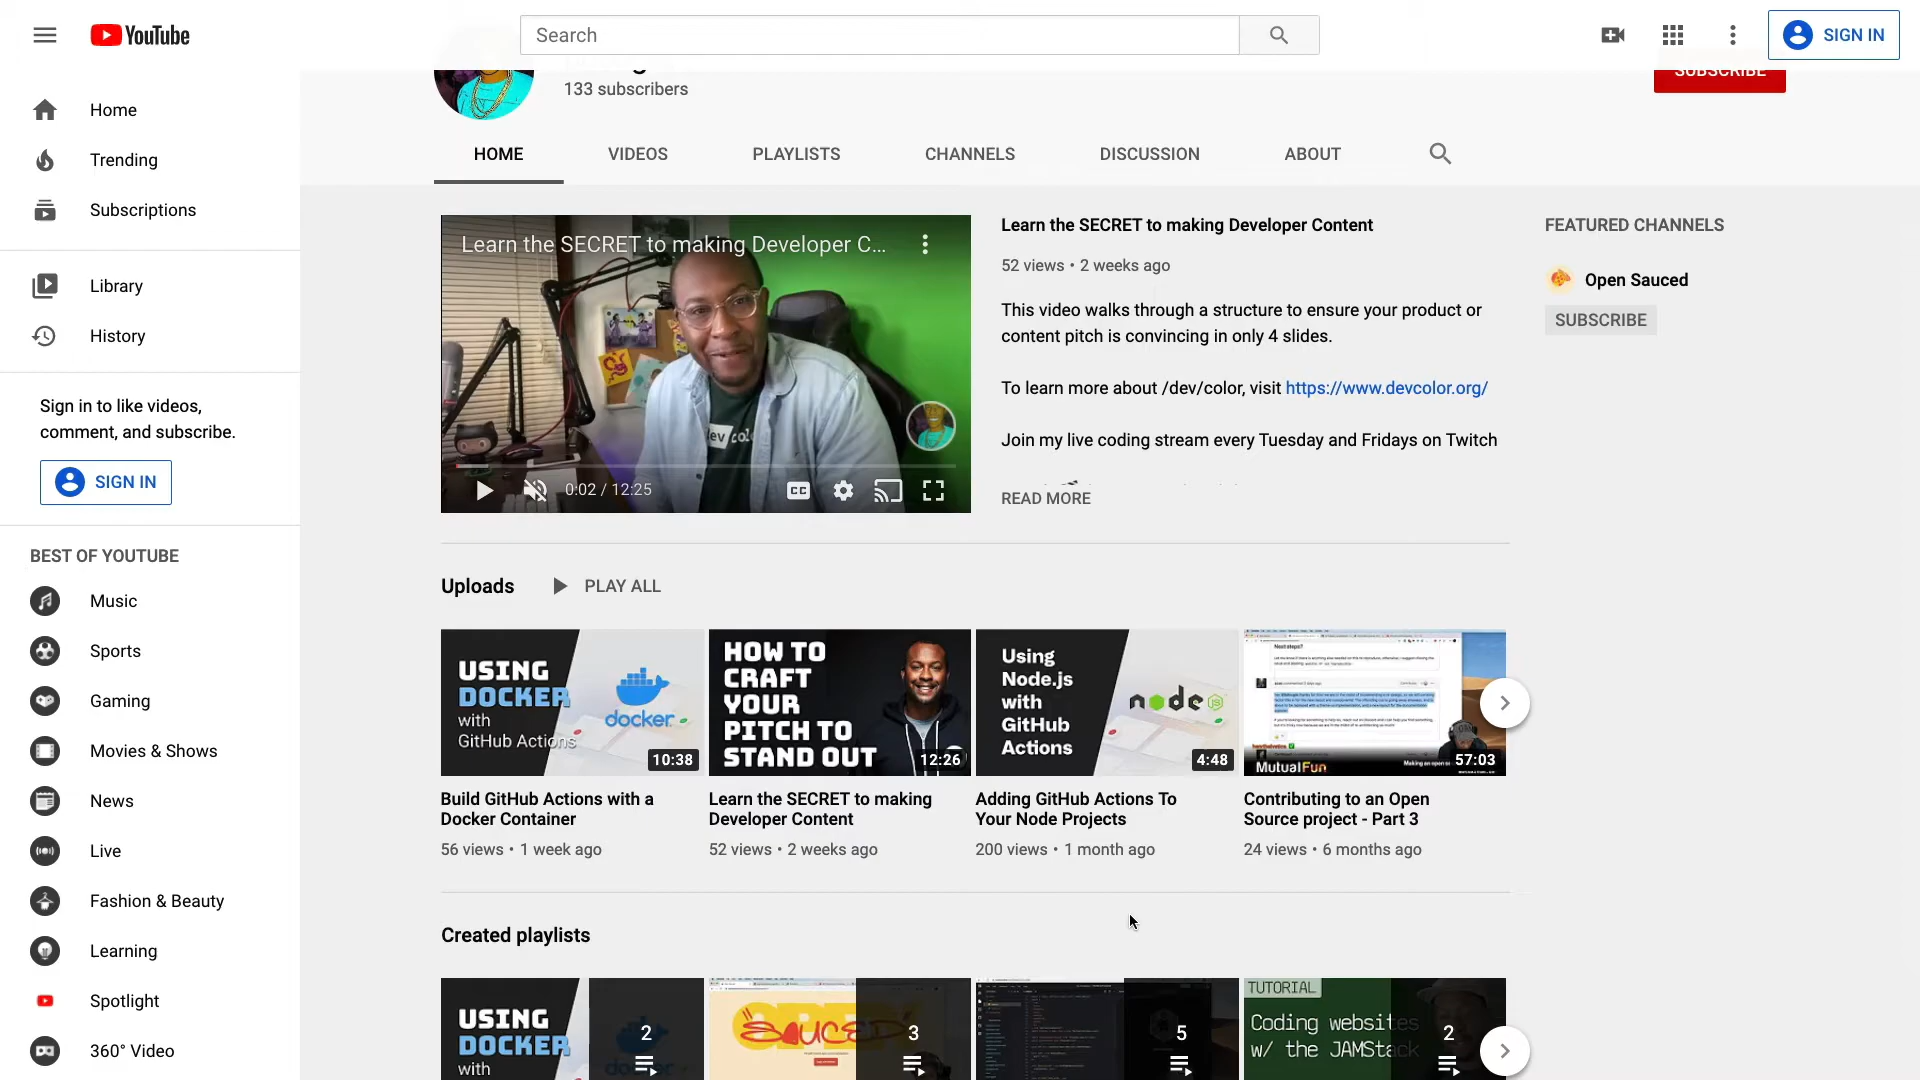 YouTube
Search
SIGN IN
SUBSCRIBE
133 subscribers
Home
Trending
Subscriptions
Library
History
Sign in to like videos,
comment, and subscribe.
SIGN IN
BEST OF YOUTUBE
Music
Sports
Gaming
Movies & Shows
News
Live
Fashion & Beauty
Learning
Spotlight
360° Video
HOME
VIDEOS
PLAYLISTS
CHANNELS
DISCUSSION
ABOUT
Learn the SECRET to making Developer C...
0:02 / 12:25
CC
Learn the SECRET to making Developer Content
52 views • 2 weeks ago
This video walks through a structure to ensure your product or
content pitch is convincing in only 4 slides.
To learn more about /dev/color, visit https://www.devcolor.org/
Join my live coding stream every Tuesday and Fridays on Twitch
READ MORE
FEATURED CHANNELS
Open Sauced
SUBSCRIBE
Uploads
PLAY ALL
USING
DOCKER
with
GitHub Actions
docker
10:38
Build GitHub Actions with a
Docker Container
56 views • 1 week ago
HOW TO
CRAFT
YOUR
PITCH TO
STAND OUT
12:26
Learn the SECRET to making
Developer Content
52 views • 2 weeks ago
Using
Node.js
with
GitHub
Actions
node
4:48
Adding GitHub Actions To
Your Node Projects
200 views • 1 month ago
Next steps?
MutualFun
57:03
Contributing to an Open
Source project - Part 3
24 views • 6 months ago
Created playlists
USING
DOCKER
with
2
SAUCED
3
5
TUTORIAL
Coding websites
w/ the JAMStack
2